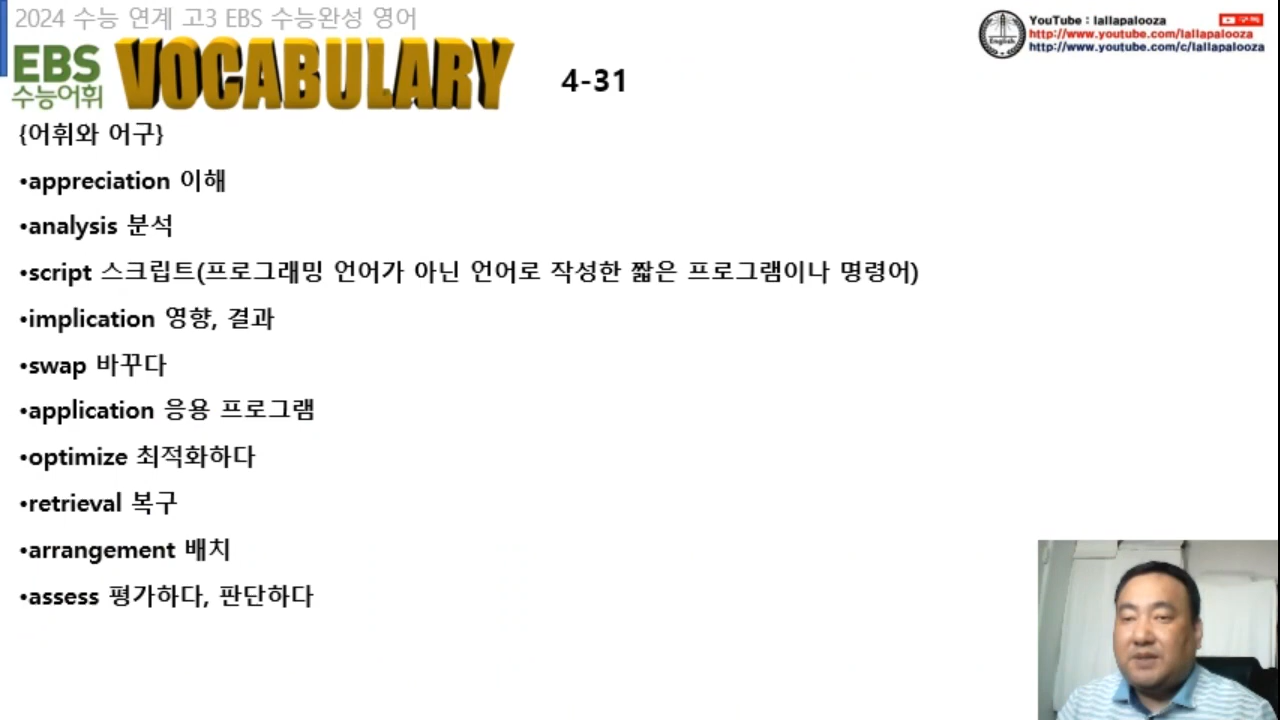 2024 수능 연계 고3 EBS 수능완성 영어
EBS 수능어휘 VOCABULARY 4-31
YouTube : lallapalooza 구독
http://www.youtube.com/lallapalooza
http://www.youtube.com/c/lallapalooza
English
{어휘와 어구}
•appreciation 이해
•analysis 분석
•script 스크립트(프로그래밍 언어가 아닌 언어로 작성한 짧은 프로그램이나 명령어)
•implication 영향, 결과
•swap 바꾸다
•application 응용 프로그램
•optimize 최적화하다
•retrieval 복구
•arrangement 배치
•assess 평가하다, 판단하다